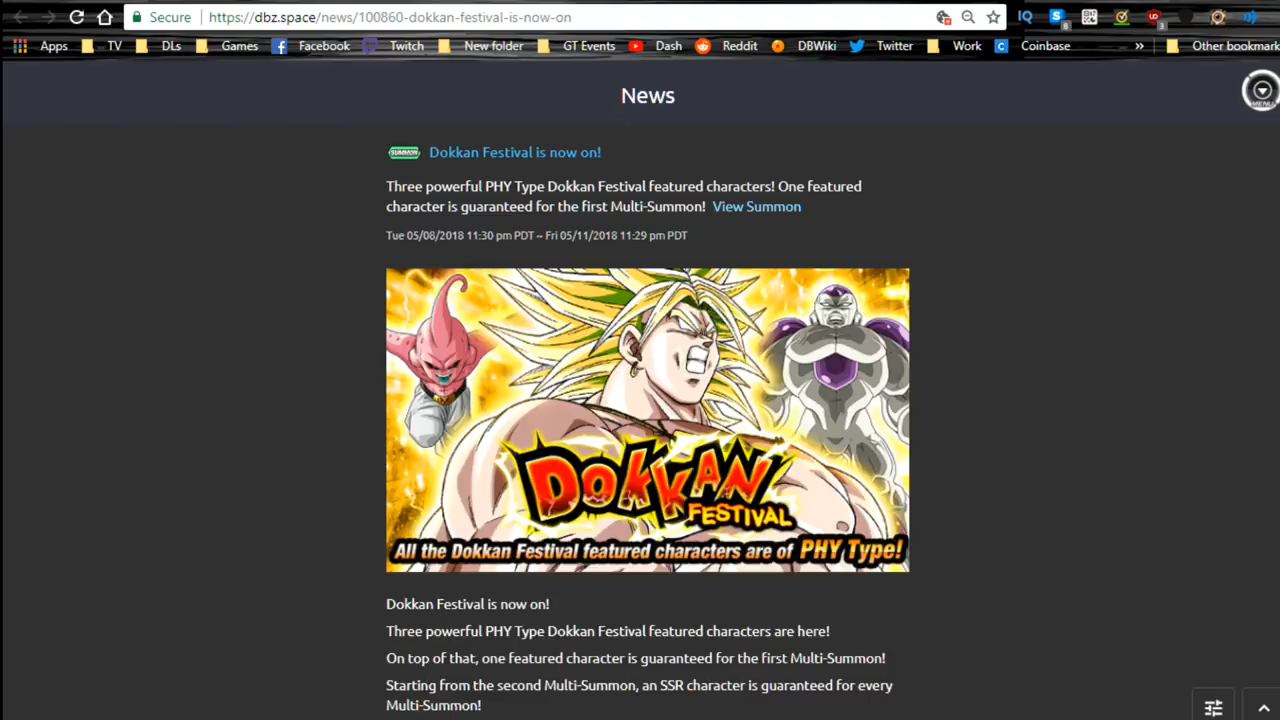 Secure
https://dbz.space/news/100860-dokkan-festival-is-now-on
Apps TV DLs Games Facebook Twitch New folder GT Events Dash Reddit DBWiki Twitter Work Coinbase » Other bookmark
News
MENU
SUMMON Dokkan Festival is now on!
Three powerful PHY Type Dokkan Festival featured characters! One featured
character is guaranteed for the first Multi-Summon! View Summon
Tue 05/08/2018 11:30 pm PDT ~ Fri 05/11/2018 11:29 pm PDT
DOKKAN
FESTIVAL
All the Dokkan Festival featured characters are of PHY Type!
Dokkan Festival is now on!
Three powerful PHY Type Dokkan Festival featured characters are here!
On top of that, one featured character is guaranteed for the first Multi-Summon!
Starting from the second Multi-Summon, an SSR character is guaranteed for every
Multi-Summon!